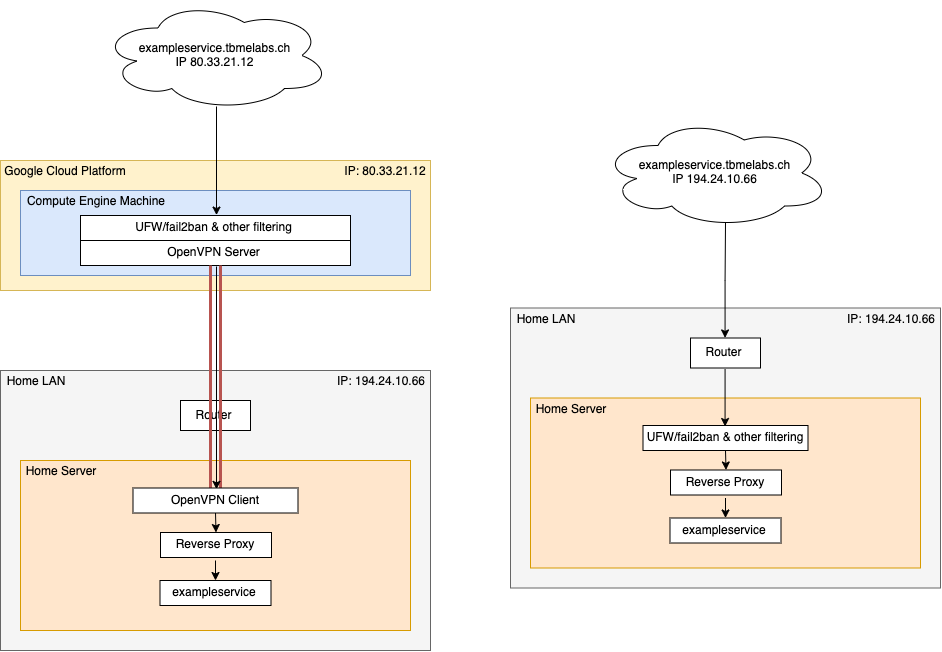 exampleservice.tbmelabs.ch
IP 80.33.21.12
Google Cloud Platform
IP: 80.33.21.12
Compute Engine Machine
UFW/fail2ban & other filtering
OpenVPN Server
Home LAN
IP: 194.24.10.66
Router
Home Server
OpenVPN Client
Reverse Proxy
exampleservice
exampleservice.tbmelabs.ch
IP 194.24.10.66
Home LAN
IP: 194.24.10.66
Router
Home Server
UFW/fail2ban & other filtering
Reverse Proxy
exampleservice